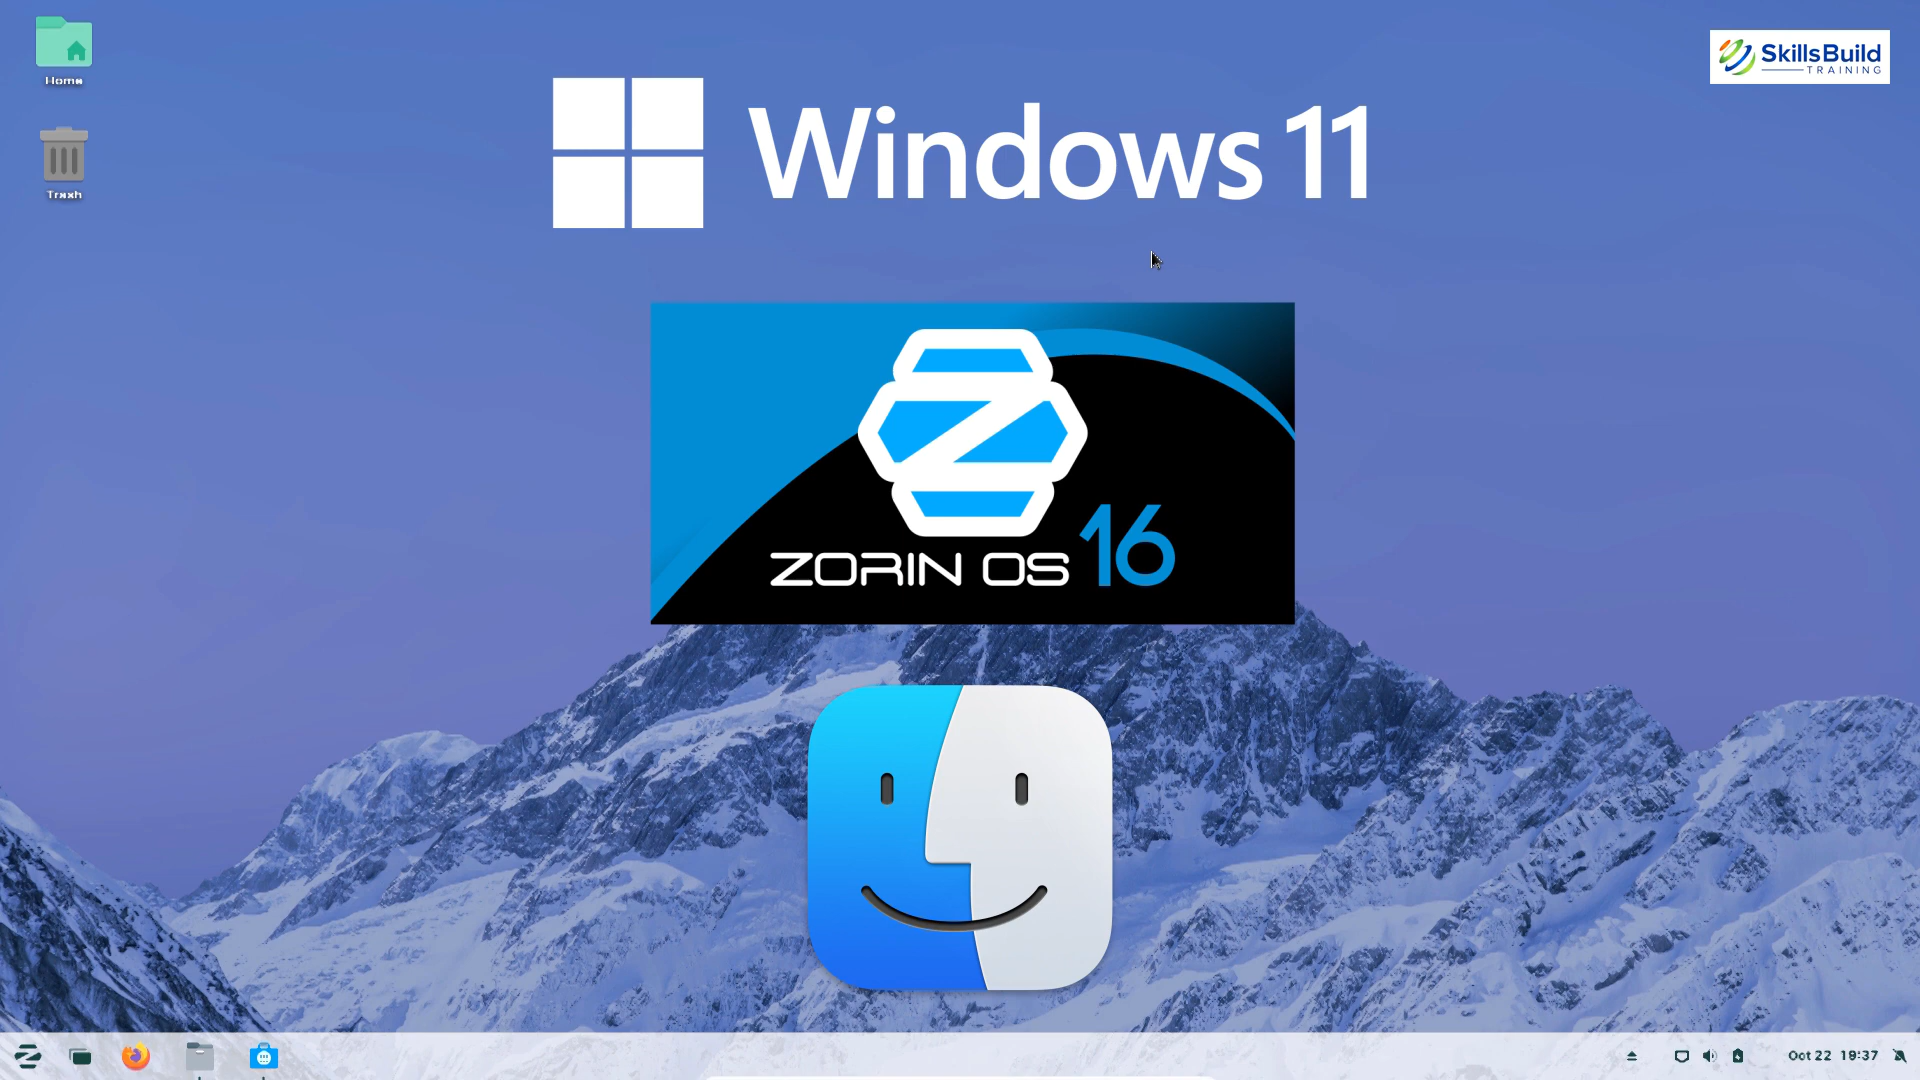 Home
SkillsBuild
TRAINING
Windows 11
Trash
ZORIN OS 16
Oct 22 19:37